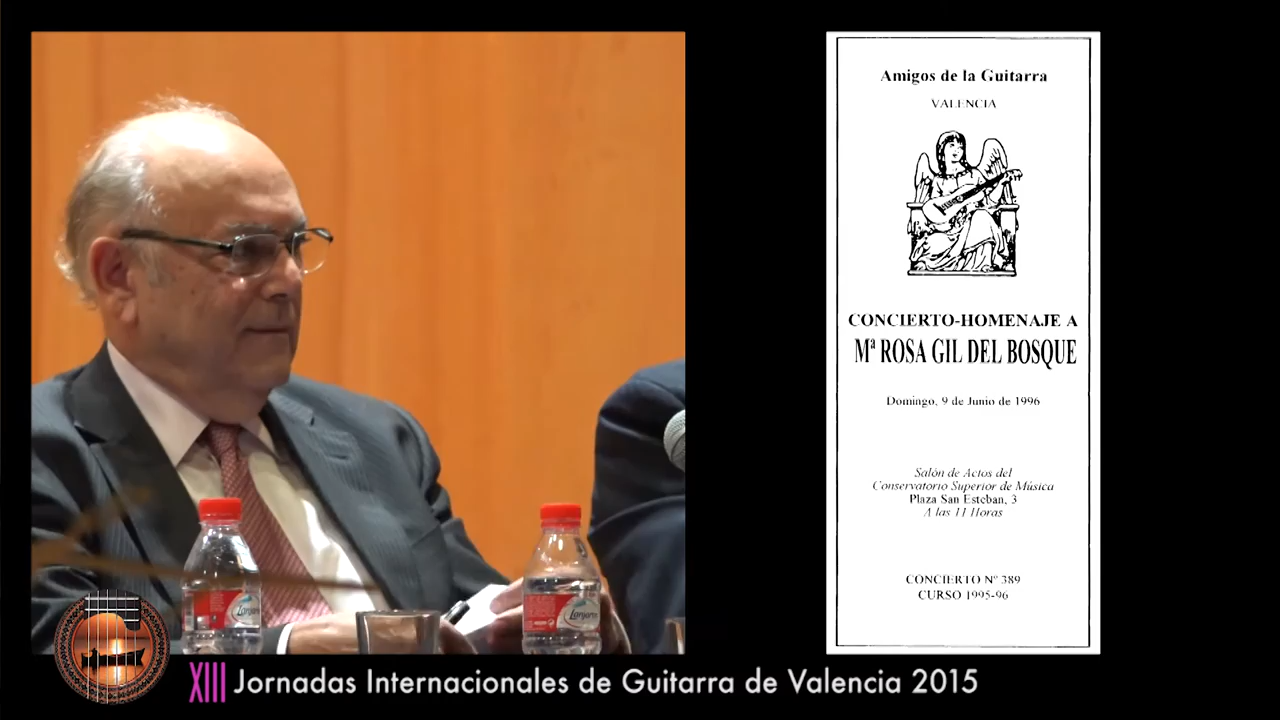 Amigos de la Guitarra
VALENCIA
CONCIERTO-HOMENAJE A
Mª ROSA GIL DEL BOSQUE
Domingo, 9 de Junio de 1996
Salón de Actos del
Conservatorio Superior de Música
Plaza San Esteban, 3
A las 11 Horas
CONCIERTO Nº 389
CURSO 1995-96
Lanjarón
Lanjarón
XIII Jornadas Internacionales de Guitarra de Valencia 2015